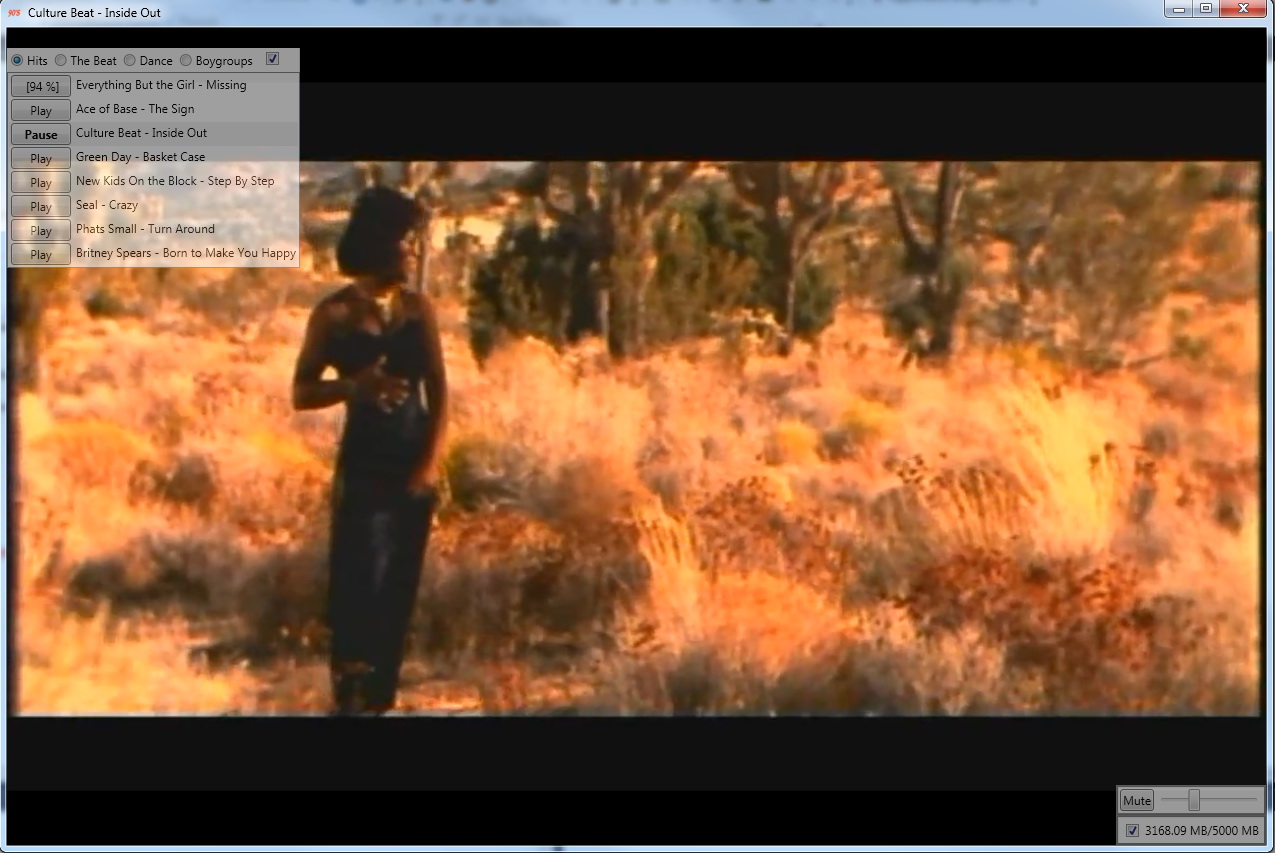 90'S Culture Beat - Inside Out
Hits The Beat Dance Boygroups
[94 %] Everything But the Girl - Missing
Play Ace of Base - The Sign
Pause Culture Beat - Inside Out
Play Green Day - Basket Case
Play New Kids On the Block - Step By Step
Play Seal - Crazy
Play Phats Small - Turn Around
Play Britney Spears - Born to Make You Happy
Mute
3168.09 MB/5000 MB